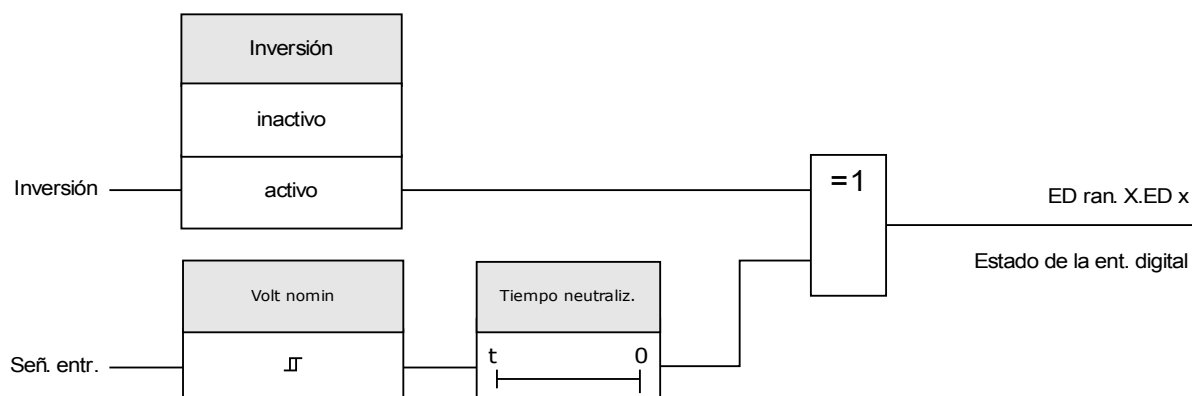 Inversión
inactivo
Inversión
activo
=1
ED ran. X.ED x
Estado de la ent. digital
Volt nomin
Tiempo neutraliz.
Señ. entr.
t 0